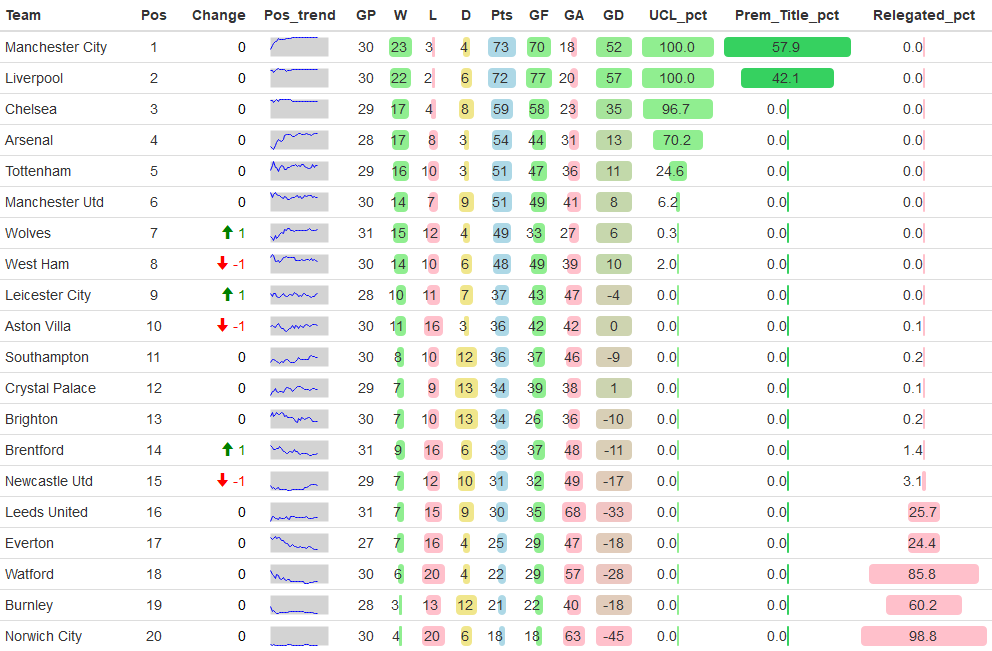 Team Pos Change Pos_trend GP W L D Pts GF GA GD UCL_pct Prem_Title_pct Relegated_pct
Manchester City 1 0 30 23 3 4 73 70 18 52 100.0 57.9 0.0
Liverpool 2 0 30 22 2 6 72 77 20 57 100.0 42.1 0.0
Chelsea 3 0 29 17 4 8 59 58 23 35 96.7 0.0 0.0
Arsenal 4 0 28 17 8 3 54 44 31 13 70.2 0.0 0.0
Tottenham 5 0 29 16 10 3 51 47 36 11 24.6 0.0 0.0
Manchester Utd 6 0 30 14 7 9 51 49 41 8 6.2 0.0 0.0
Wolves 7 1 31 15 12 4 49 33 27 6 0.3 0.0 0.0
West Ham 8 -1 30 14 10 6 48 49 39 10 2.0 0.0 0.0
Leicester City 9 1 28 10 11 7 37 43 47 -4 0.0 0.0 0.0
Aston Villa 10 -1 30 11 16 3 36 42 42 0 0.0 0.0 0.1
Southampton 11 0 30 8 10 12 36 37 46 -9 0.0 0.0 0.2
Crystal Palace 12 0 29 7 9 13 34 39 38 1 0.0 0.0 0.1
Brighton 13 0 30 7 10 13 34 26 36 -10 0.0 0.0 0.2
Brentford 14 1 31 9 16 6 33 37 48 -11 0.0 0.0 1.4
Newcastle Utd 15 -1 29 7 12 10 31 32 49 -17 0.0 0.0 3.1
Leeds United 16 0 31 7 15 9 30 35 68 -33 0.0 0.0 25.7
Everton 17 0 27 7 16 4 25 29 47 -18 0.0 0.0 24.4
Watford 18 0 30 6 20 4 22 29 57 -28 0.0 0.0 85.8
Burnley 19 0 28 3 13 12 21 22 40 -18 0.0 0.0 60.2
Norwich City 20 0 30 4 20 6 18 18 63 -45 0.0 0.0 98.8